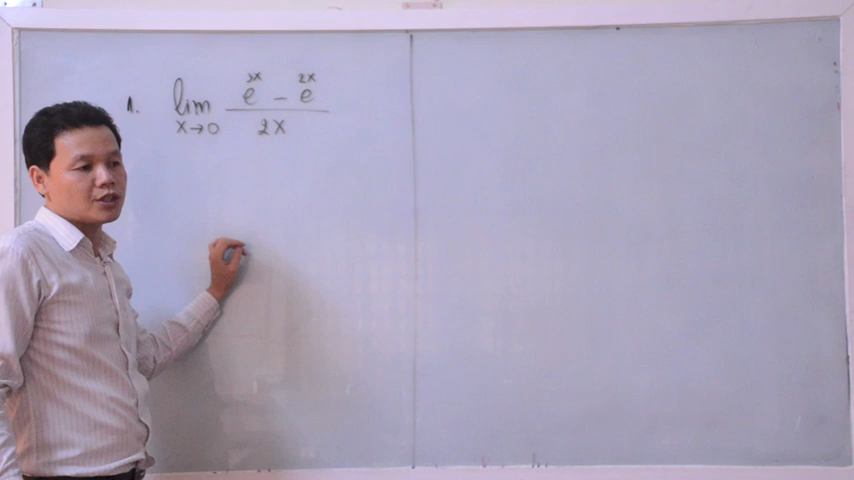 1. lim x→0 (e^{3x} - e^{2x}) / 2x